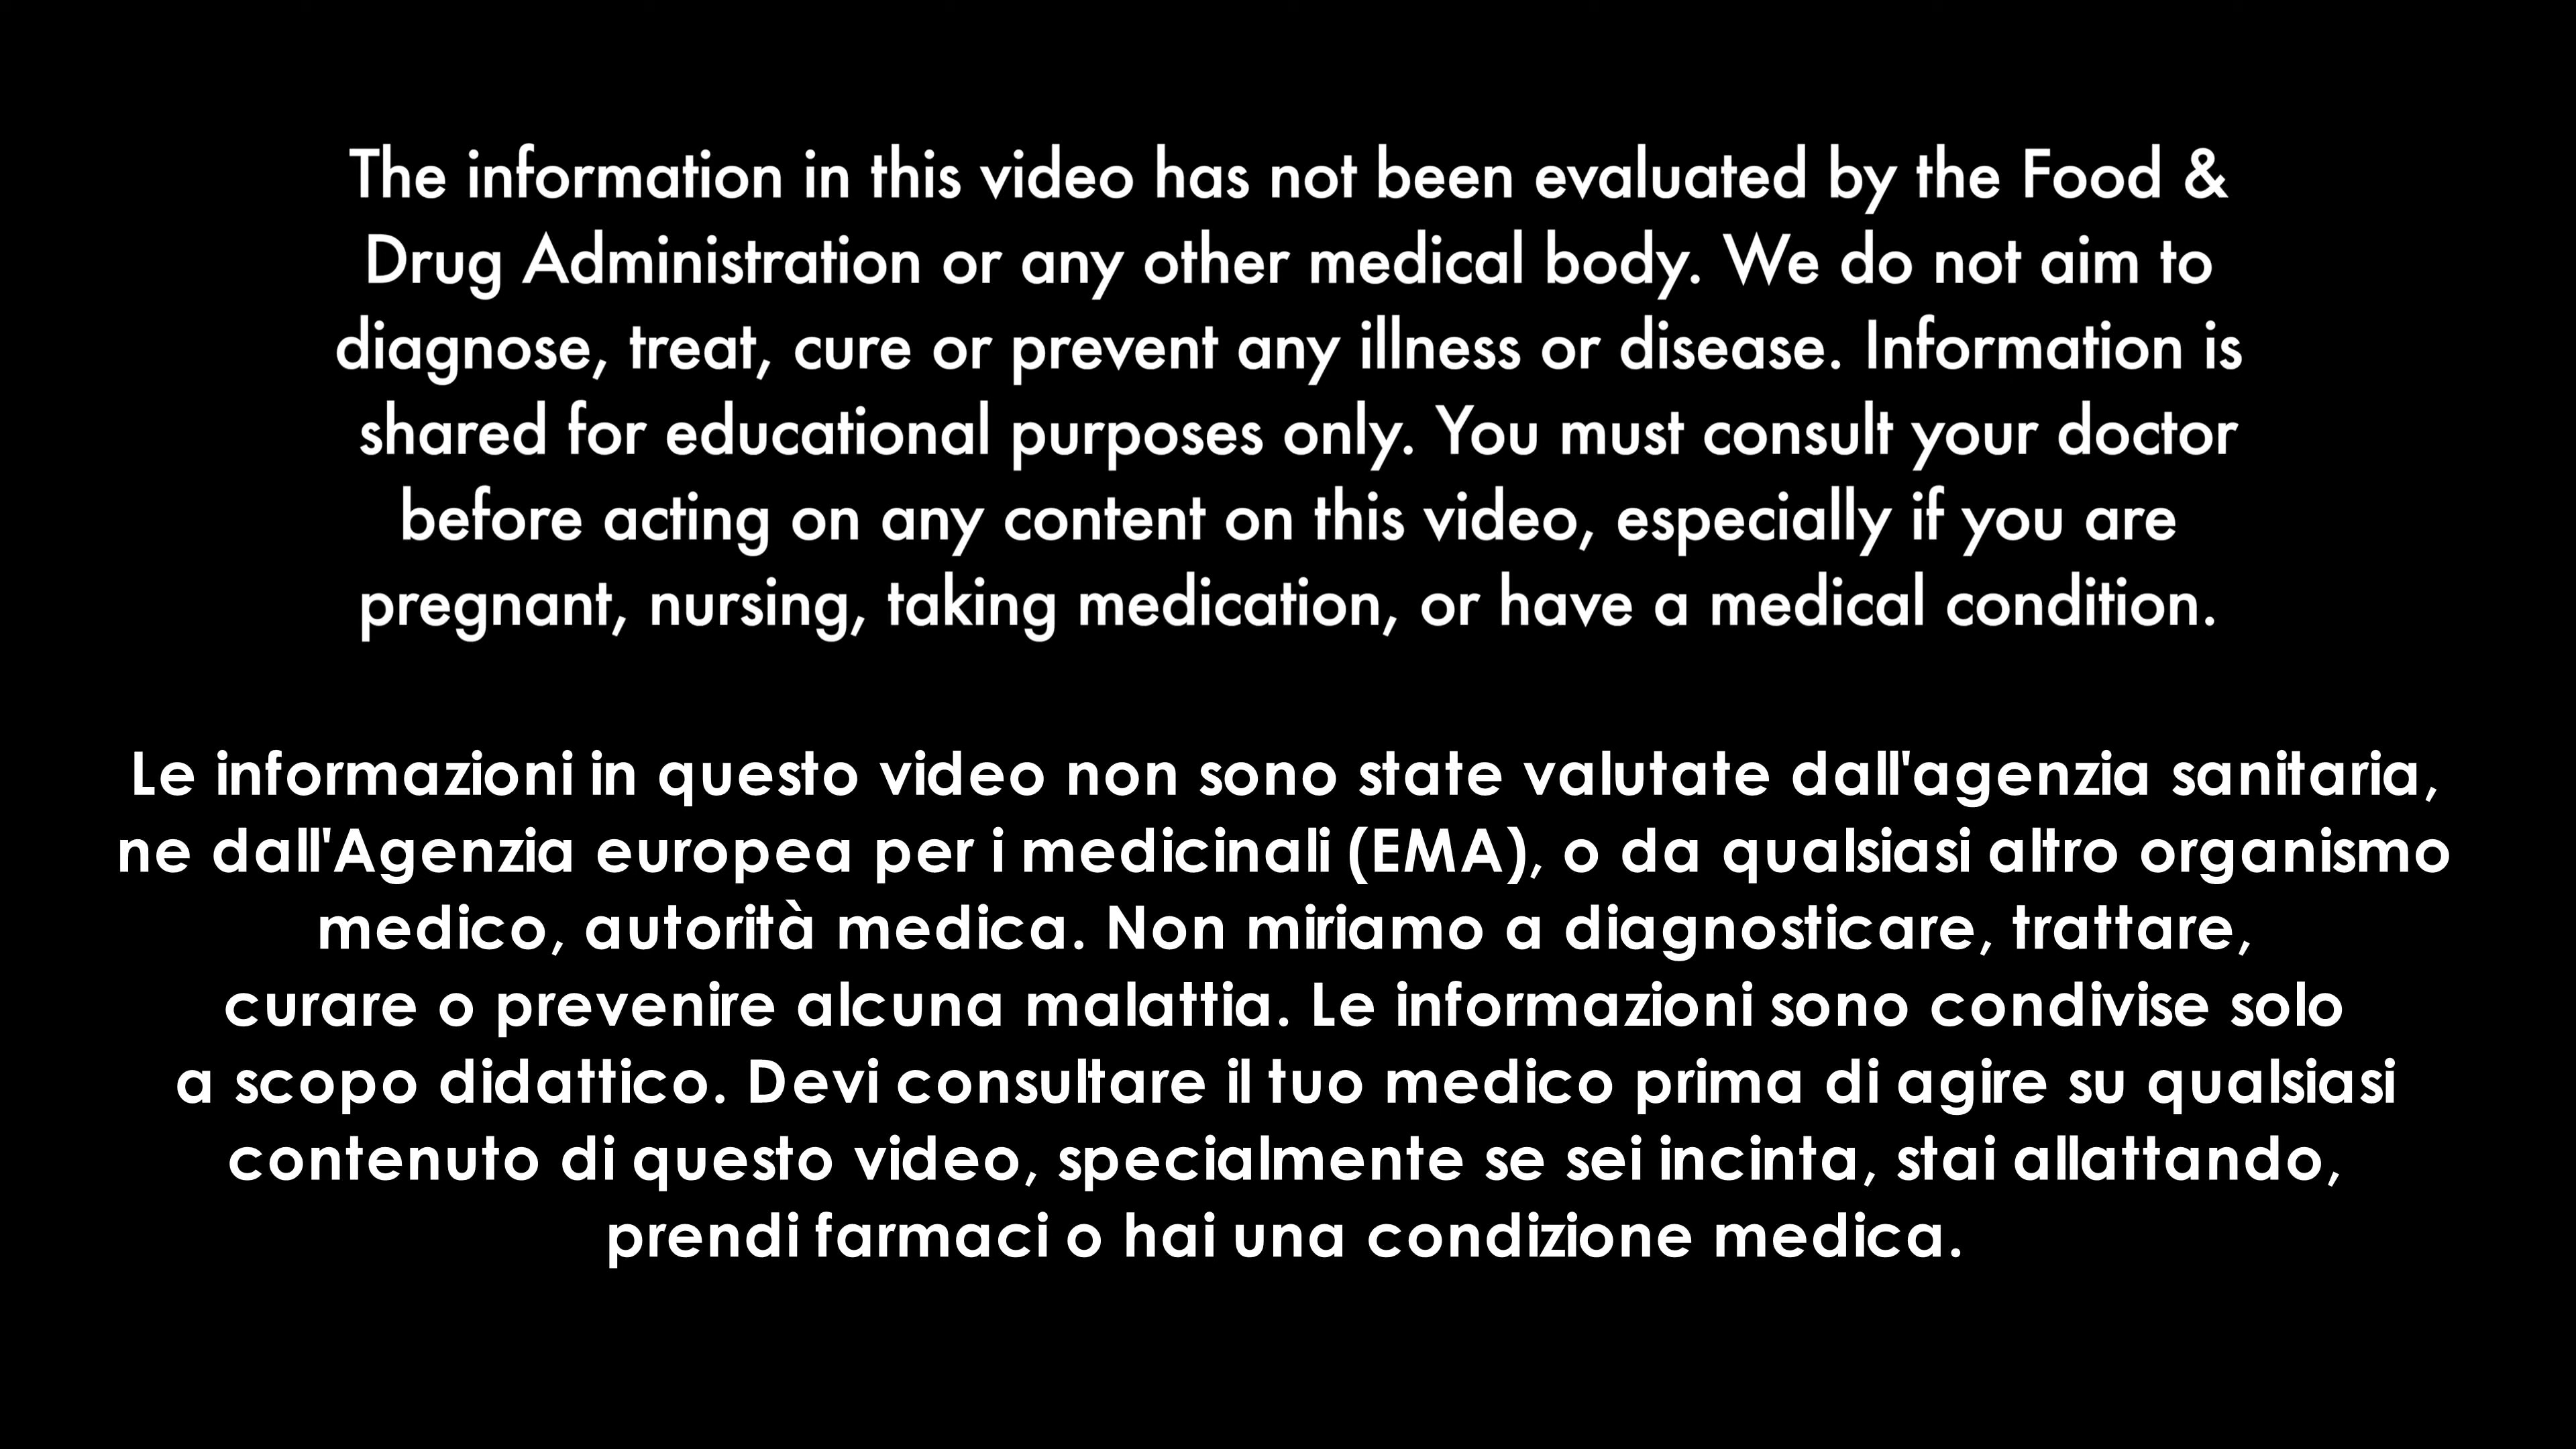 The information in this video has not been evaluated by the Food &
Drug Administration or any other medical body. We do not aim to
diagnose, treat, cure or prevent any illness or disease. Information is
shared for educational purposes only. You must consult your doctor
before acting on any content on this video, especially if you are
pregnant, nursing, taking medication, or have a medical condition.
Le informazioni in questo video non sono state valutate dall'agenzia sanitaria,
ne dall'Agenzia europea per i medicinali (EMA), o da qualsiasi altro organismo
medico, autorità medica. Non miriamo a diagnosticare, trattare,
curare o prevenire alcuna malattia. Le informazioni sono condivise solo
a scopo didattico. Devi consultare il tuo medico prima di agire su qualsiasi
contenuto di questo video, specialmente se sei incinta, stai allattando,
prendi farmaci o hai una condizione medica.